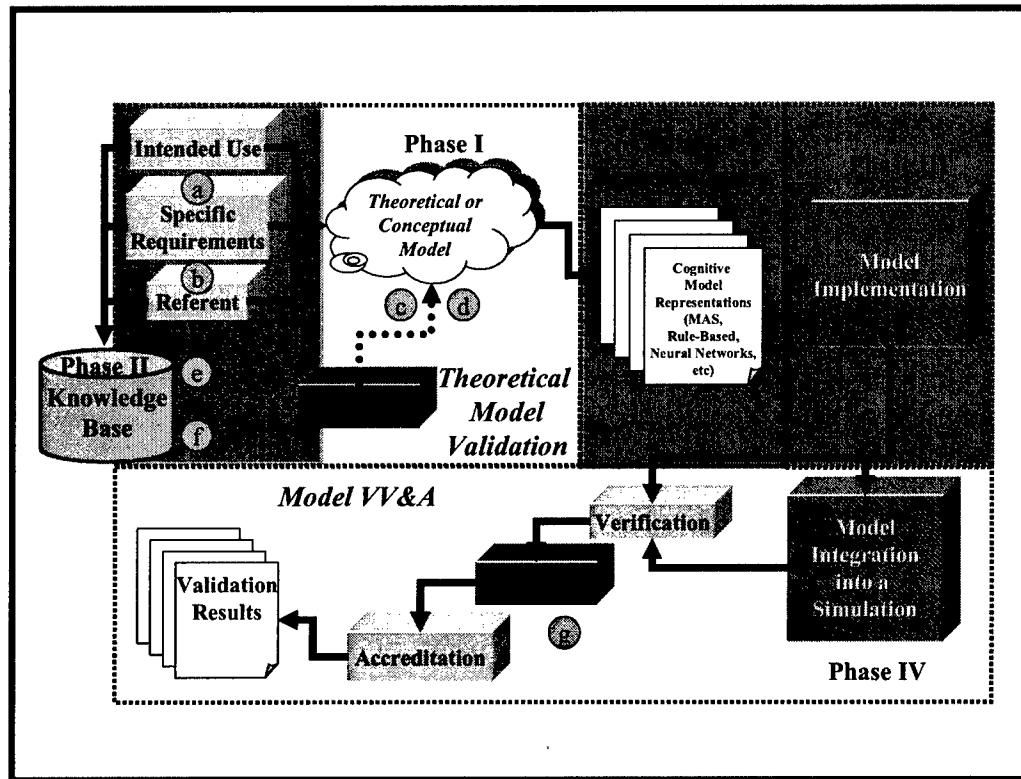 Intended Use
a
Specific
Requirements
b
Referent
Phase II
Knowledge
Base
e
f
Phase I
Theoretical or
Conceptual
Model
c
d
Theoretical
Model
Validation
Cognitive
Model
Representations
(MAS,
Rule-Based,
Neural Networks,
etc)
Model
Implementation
Model VV&A
Verification
Model
Integration
into a
Simulation
Validation
Results
g
Accreditation
Phase IV